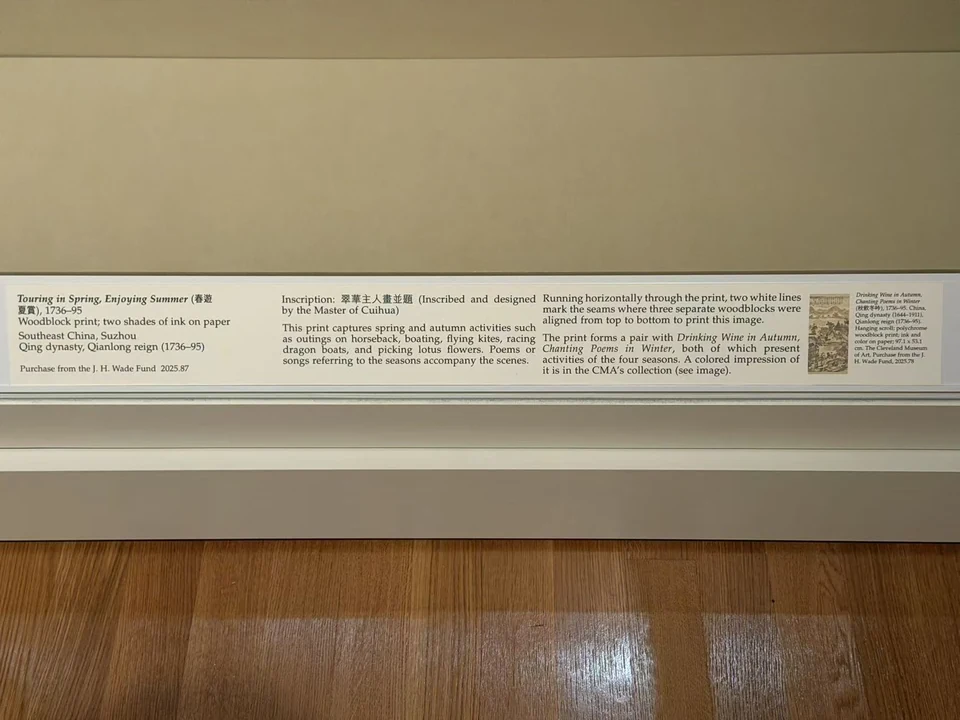 Touring in Spring, Enjoying Summer (春遊
夏賞), 1736–95
Woodblock print; two shades of ink on paper
Southeast China, Suzhou
Qing dynasty, Qianlong reign (1736–95)
Purchase from the J. H. Wade Fund 2025.87
Inscription: 翠華主人畫並題 (Inscribed and designed
by the Master of Cuihua)
This print captures spring and autumn activities such
as outings on horseback, boating, flying kites, racing
dragon boats, and picking lotus flowers. Poems or
songs referring to the seasons accompany the scenes.
Running horizontally through the print, two white lines
mark the seams where three separate woodblocks were
aligned from top to bottom to print this image.
The print forms a pair with Drinking Wine in Autumn,
Chanting Poems in Winter, both of which present
activities of the four seasons. A colored impression of
it is in the CMA's collection (see image).
Drinking Wine in Autumn,
Chanting Poems in Winter
1736–95. China,
Qing dynasty (1644–1911),
Qianlong reign (1736–95).
Hanging scroll; polychrome
woodblock print; ink and
color on paper; 97.1 x 53.1
cm. The Cleveland Museum
of Art, Purchase from the J.
H. Wade Fund, 2025.78